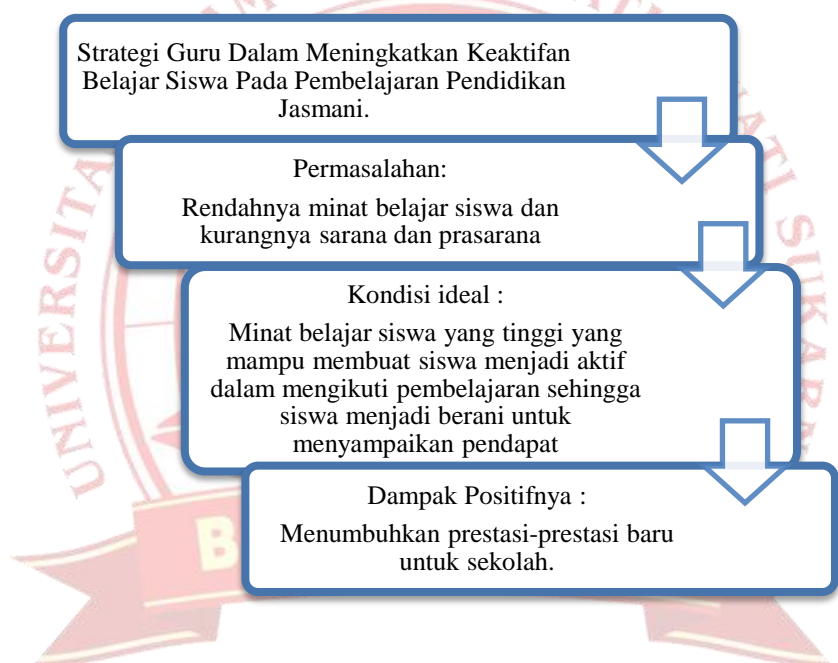 Strategi Guru Dalam Meningkatkan Keaktifan
Belajar Siswa Pada Pembelajaran Pendidikan
Jasmani.
Permasalahan:
Rendahnya minat belajar siswa dan
kurangnya sarana dan prasarana
Kondisi ideal :
Minat belajar siswa yang tinggi yang
mampu membuat siswa menjadi aktif
dalam mengikuti pembelajaran sehingga
siswa menjadi berani untuk
menyampaikan pendapat
Dampak Positifnya :
Menumbuhkan prestasi-prestasi baru
untuk sekolah.